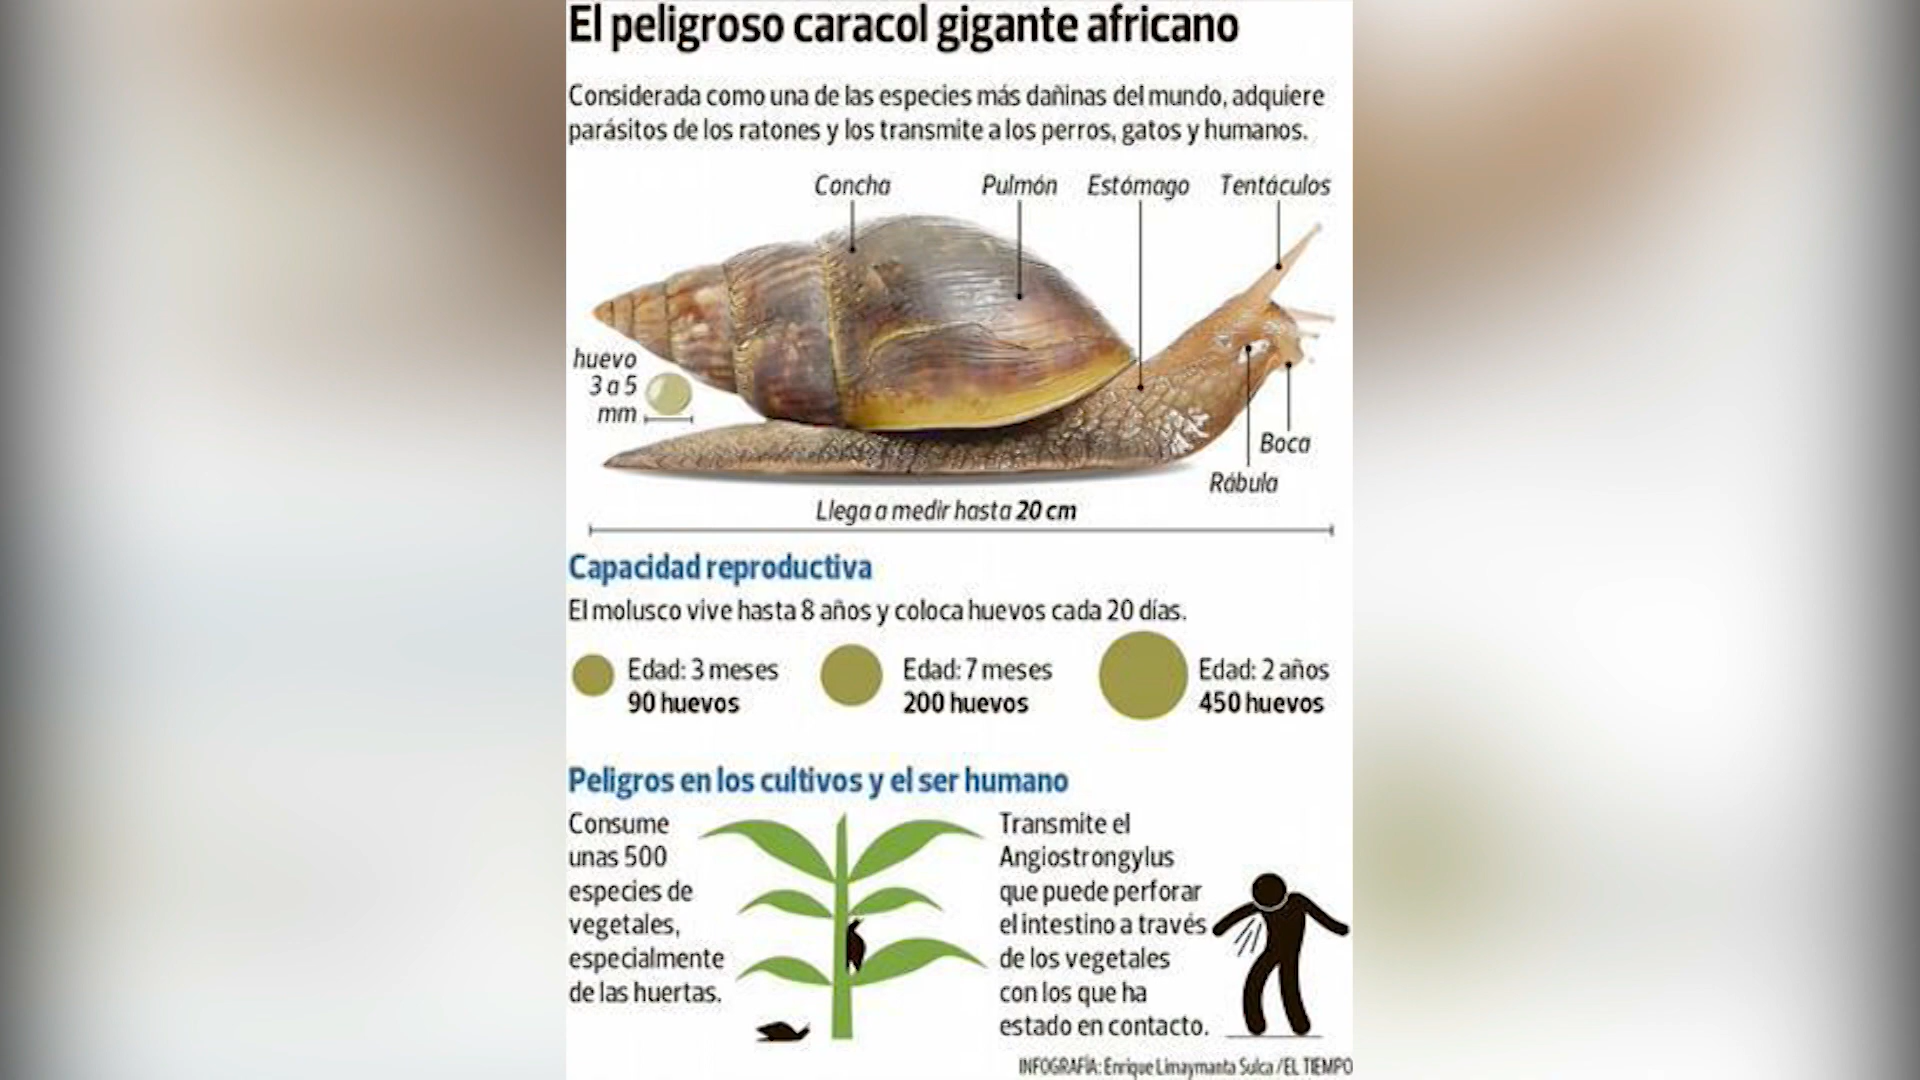 El peligroso caracol gigante africano
Considerada como una de las especies más dañinas del mundo, adquiere
parásitos de los ratones y los transmite a los perros, gatos y humanos.
Concha Pulmón Estómago Tentáculos
huevo
3 a 5
mm
Boca
Rábula
Llega a medir hasta 20 cm
Capacidad reproductiva
El molusco vive hasta 8 años y coloca huevos cada 20 días.
Edad: 3 meses
90 huevos
Edad: 7 meses
200 huevos
Edad: 2 años
450 huevos
Peligros en los cultivos y el ser humano
Consume
unas 500
especies de
vegetales,
especialmente
de las huertas.
Transmite el
Angiostrongylus
que puede perforar
el intestino a través
de los vegetales
con los que ha
estado en contacto.
INFOGRAFÍA: Enrique Limaymanta Sulca / EL TIEMPO